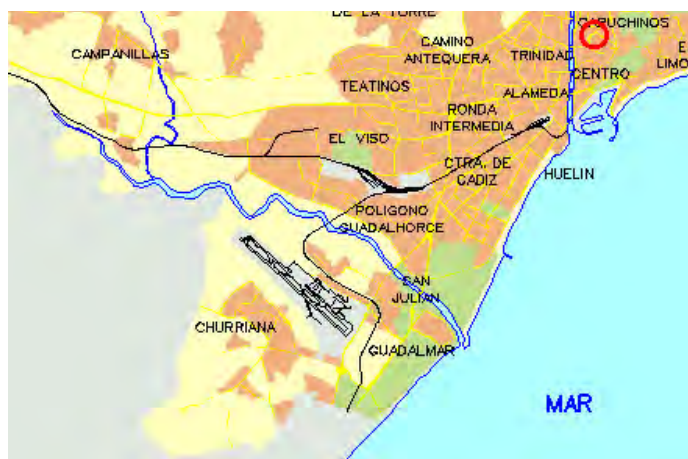 DE LA TORRE
CAPUCHINOS
CAMPANILLAS
CAMINO
ANTEQUERA
TRINIDAD
E
LIMO
CENTRO
TEATINOS
ALAMEDA
RONDA
INTERMEDIA
EL VISO
CTRA. DE
CADIZ
HUELIN
POLIGONO
GUADALHORCE
SAN
JULIAN
CHURRIANA
GUADALMAR
MAR